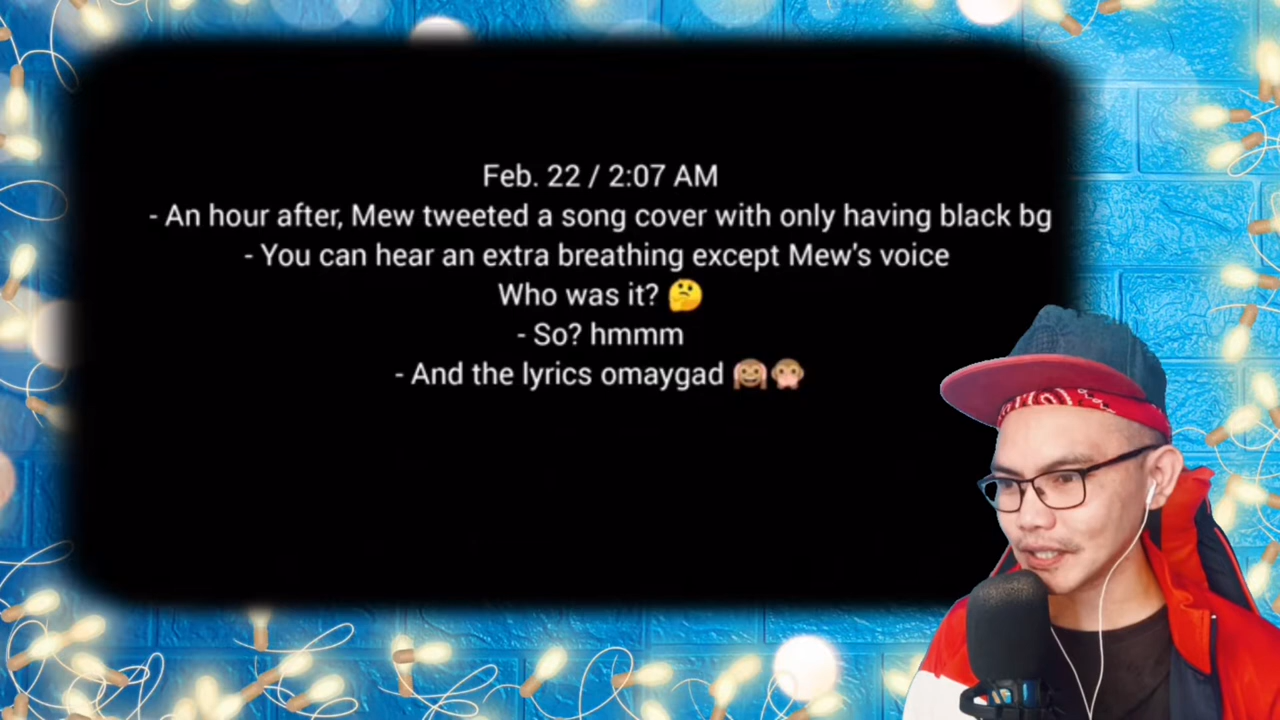 Feb. 22 / 2:07 AM
- An hour after, Mew tweeted a song cover with only having black bg
- You can hear an extra breathing except Mew's voice
Who was it? 🤔
- So? hmmm
- And the lyrics omaygad 🙉🙊